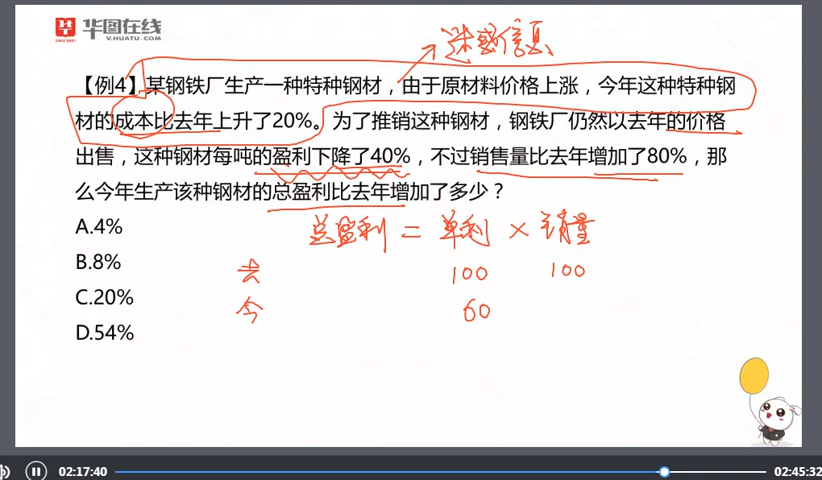 华图在线
V.HUATU.COM
迷惑信息
【例4】某钢铁厂生产一种特种钢材，由于原材料价格上涨，今年这种特种钢
材的成本比去年上升了20%。为了推销这种钢材，钢铁厂仍然以去年的价格
出售，这种钢材每吨的盈利下降了40%，不过销售量比去年增加了80%，那
么今年生产该种钢材的总盈利比去年增加了多少？
A.4%
总盈利 = 单利 × 销量
B.8%
去 100 100
C.20%
今 60
D.54%
02:17:40
02:45:32